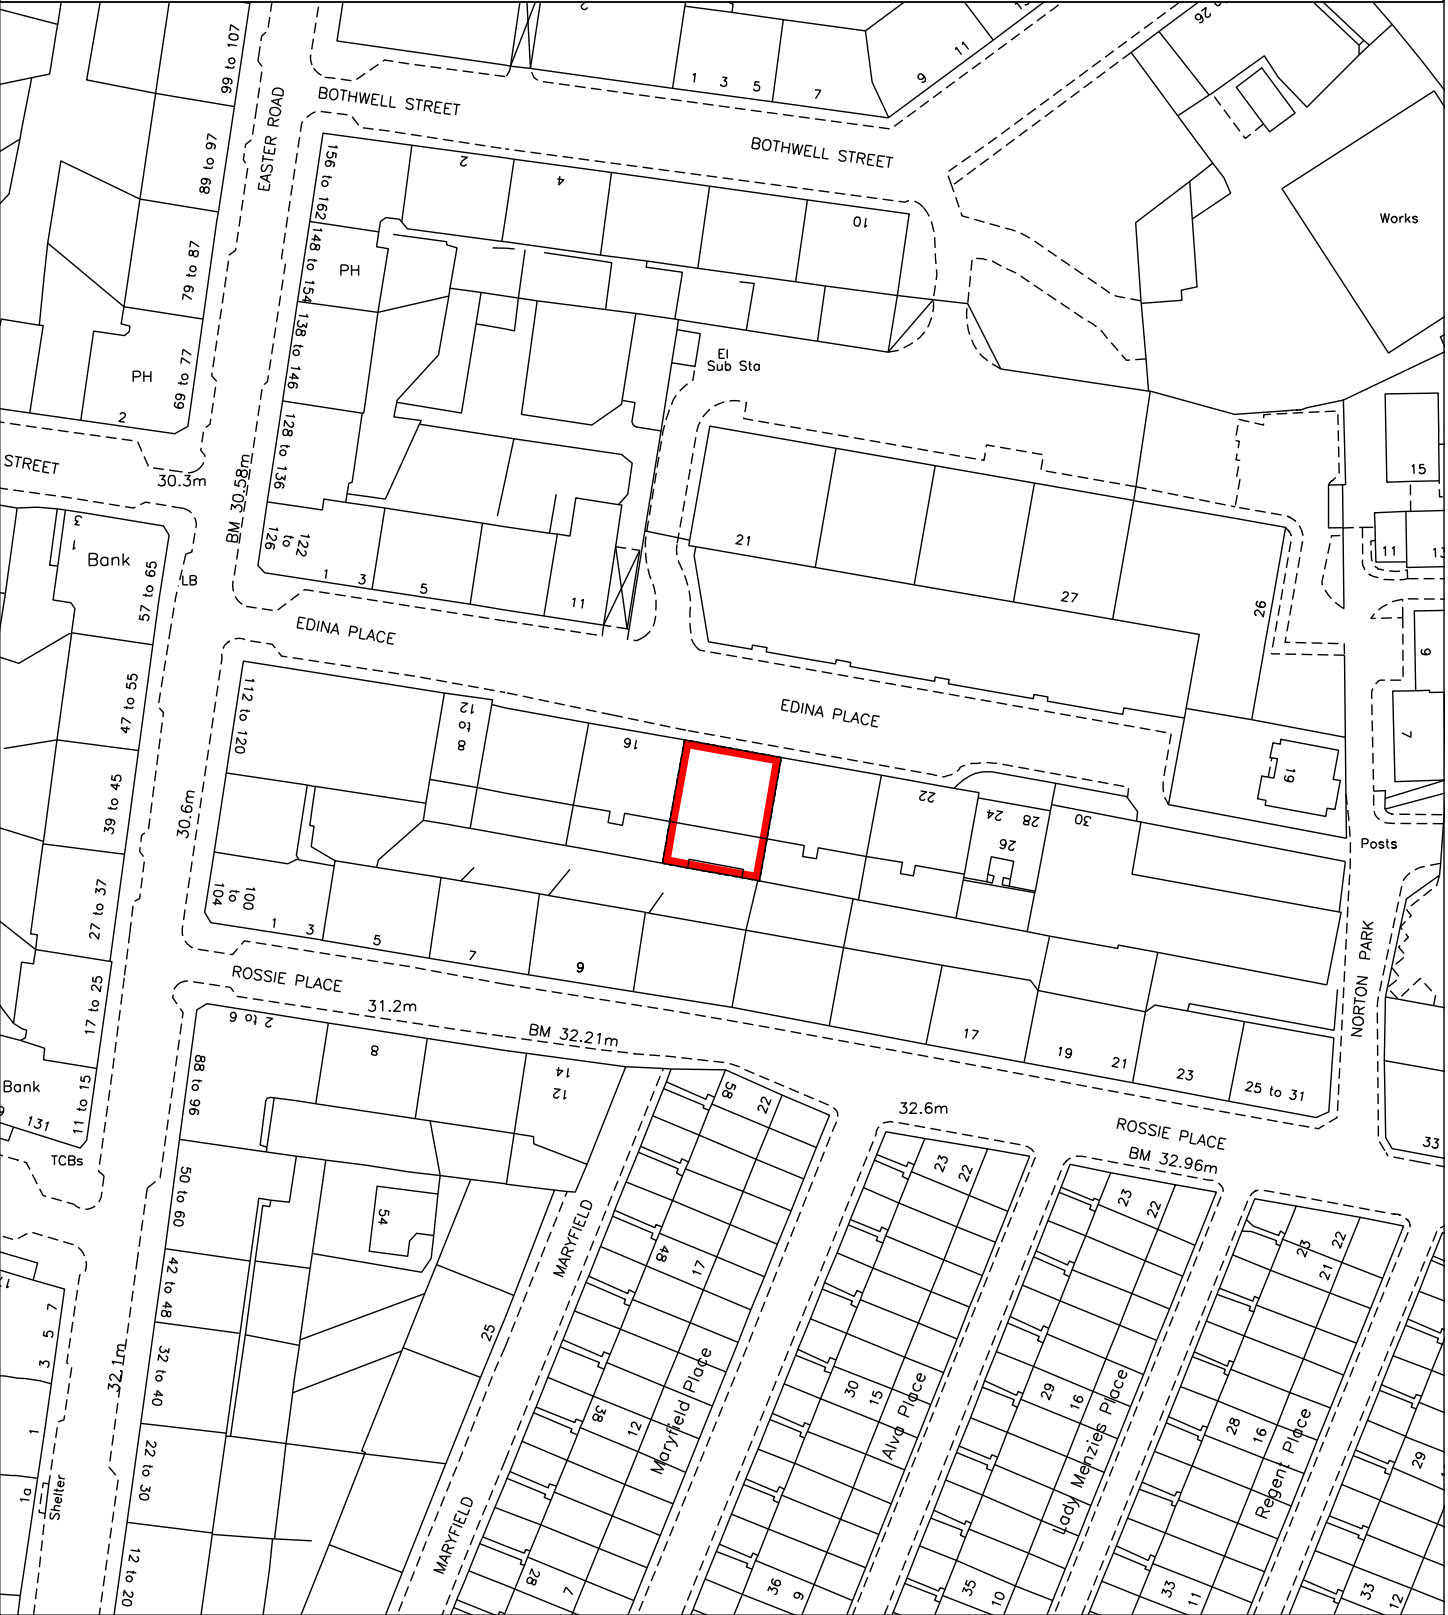 99 to 107
EASTER ROAD
BOTHWELL STREET
1
3
5
7
9
11
26
BOTHWELL STREET
89 to 97
156 to 162
2
4
10
Works
79 to 87
148 to 154
PH
138 to 146
El
Sub Sta
PH
69 to 77
2
128 to 136
STREET
30.3m
BM 30.58m
15
3
1
Bank
57 to 65
LB
122
to
126
1
3
5
11
21
27
26
11
13
EDINA PLACE
9
47 to 55
112 to 120
12
to
8
16
EDINA PLACE
7
19
39 to 45
30.6m
22
24
28
26
30
Posts
27 to 37
100
to
104
1
3
5
7
9
NORTON PARK
ROSSIE PLACE
17 to 25
31.2m
2 to 6
BM 32.21m
8
14
12
17
19
21
23
25 to 31
88 to 96
Bank
11 to 15
131
TCBs
58
22
32.6m
ROSSIE PLACE
BM 32.96m
33
23
22
23
22
23
22
21
50 to 60
54
MARYFIELD
48
17
42 to 48
7
5
3
1
1a
Shelter
32.1m
25
32 to 40
38
12
Maryfield Place
30
15
Alva Place
29
16
Lady Menzies Place
28
16
Regent Place
29
22 to 30
MARYFIELD
12 to 20
28
7
36
9
35
10
33
11
33
12